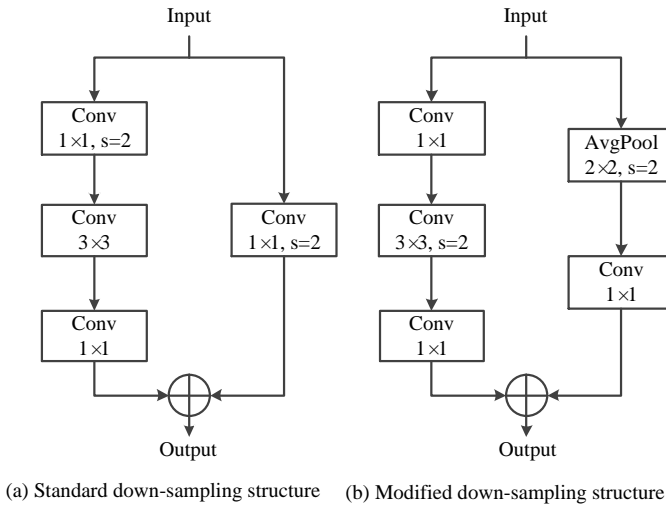 Input
Conv
1×1, s=2
Conv
3×3
Conv
1×1
Conv
1×1, s=2
Output
(a) Standard down-sampling structure
Input
Conv
1×1
Conv
3×3, s=2
Conv
1×1
AvgPool
2×2, s=2
Conv
1×1
Output
(b) Modified down-sampling structure